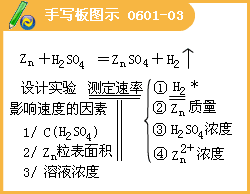 手写板图示 0601-03
Zn + H2SO4 = ZnSO4 + H2↑
设计实验 测定速率
影响速度的因素
1/ C(H2SO4)
2/ Zn粒表面积
3/ 溶液浓度
① H2 *
② Zn质量
③ H2SO4浓度
④ Zn2+浓度